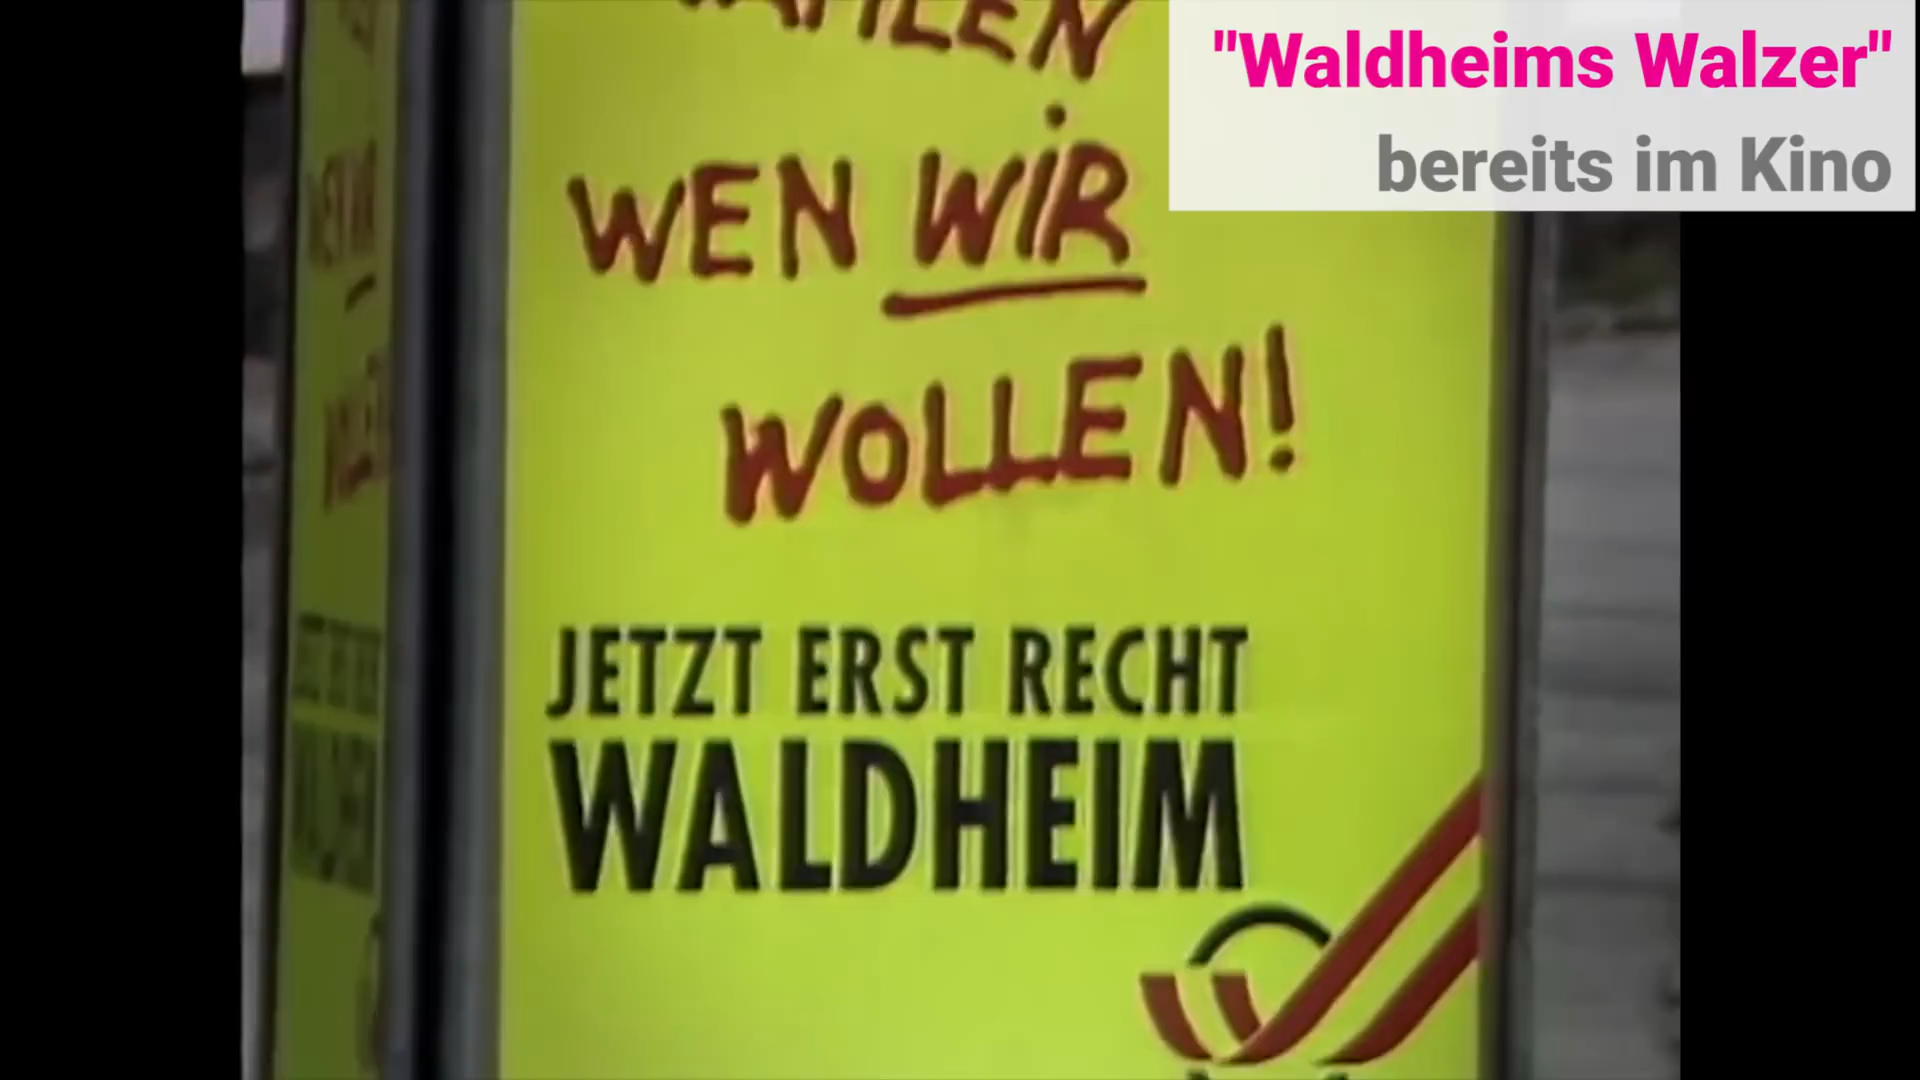 "Waldheims Walzer"
bereits im Kino
WEN WIR
WOLLEN!
JETZT ERST RECHT
WALDHEIM